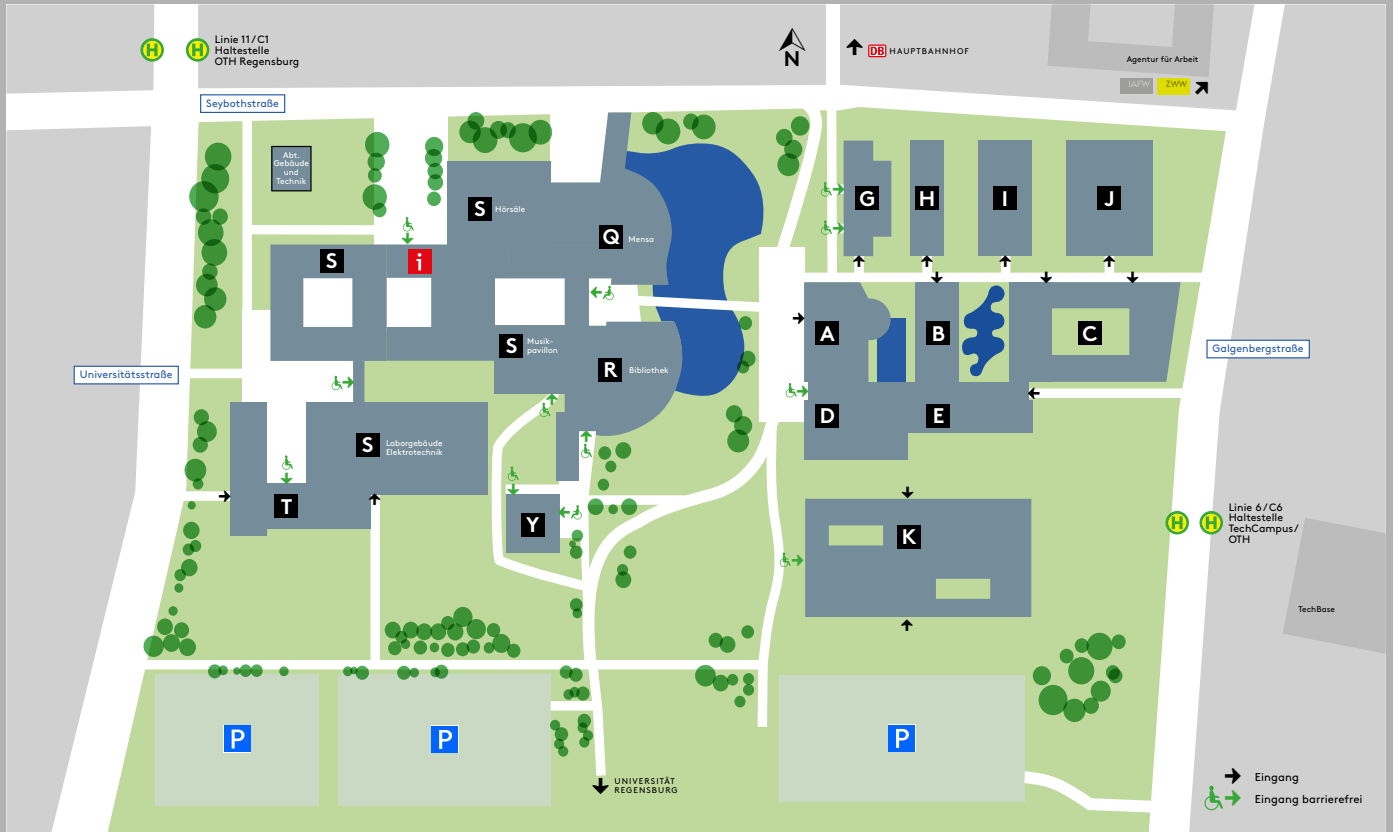 H H
Linie 11/C1
Haltestelle
OTH Regensburg
N
DB HAUPTBAHNHOF
Agentur für Arbeit
IAFW ZWW
Seybothstraße
Abt.
Gebäude
und
Technik
S Hörsäle
Q Mensa
G H I J
S i
S Musik-
pavillon
A B C
Universitätsstraße
Galgenbergstraße
R Bibliothek
D E
S Laborgebäude
Elektrotechnik
T
Y
K
H H
Linie 6/C6
Haltestelle
TechCampus/
OTH
TechBase
P P P
UNIVERSITÄT
REGENSBURG
Eingang
Eingang barrierefrei